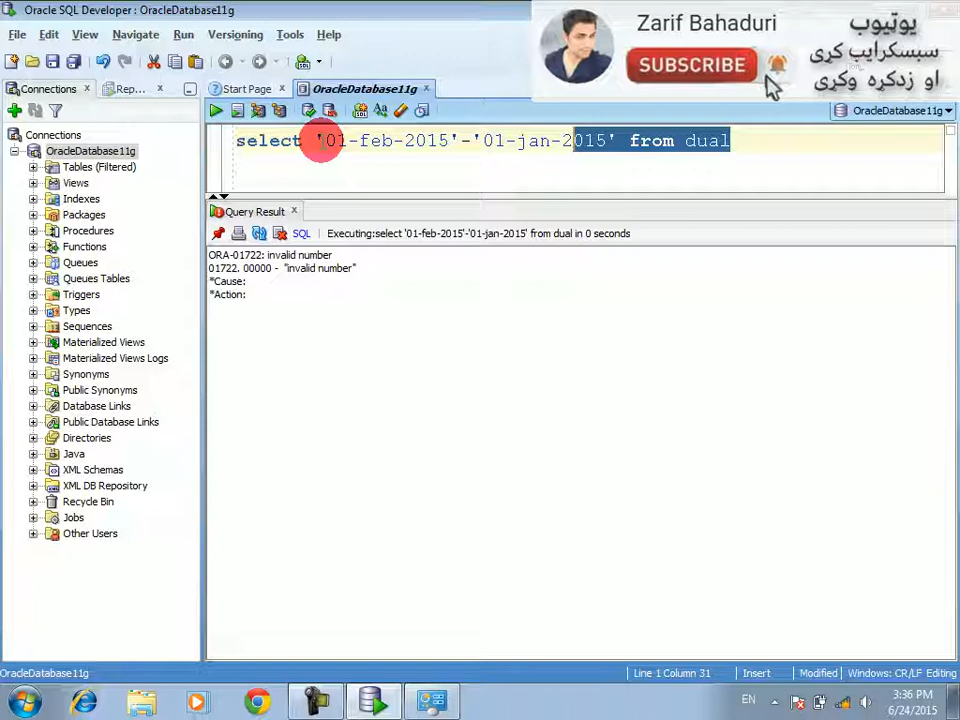 Oracle SQL Developer : OracleDatabase11g
Zarif Bahaduri
SUBSCRIBE
یوټیوب
سبسکرایب کړی
او زدکړه وکړی
File Edit View Navigate Run Versioning Tools Help
Connections
Rep...
Start Page
OracleDatabase11g
OracleDatabase11g
Connections
OracleDatabase11g
Tables (Filtered)
Views
Indexes
Packages
Procedures
Functions
Queues
Queues Tables
Triggers
Types
Sequences
Materialized Views
Materialized Views Logs
Synonyms
Public Synonyms
Database Links
Public Database Links
Directories
Java
XML Schemas
XML DB Repository
Recycle Bin
Jobs
Other Users
select '01-feb-2015'-'01-jan-2015' from dual
Query Result
SQL Executing:select '01-feb-2015'-'01-jan-2015' from dual in 0 seconds
ORA-01722: invalid number
01722. 00000 - "invalid number"
*Cause:
*Action:
OracleDatabase11g
Line 1 Column 31 Insert Modified Windows: CR/LF Editing
EN
3:36 PM
6/24/2015